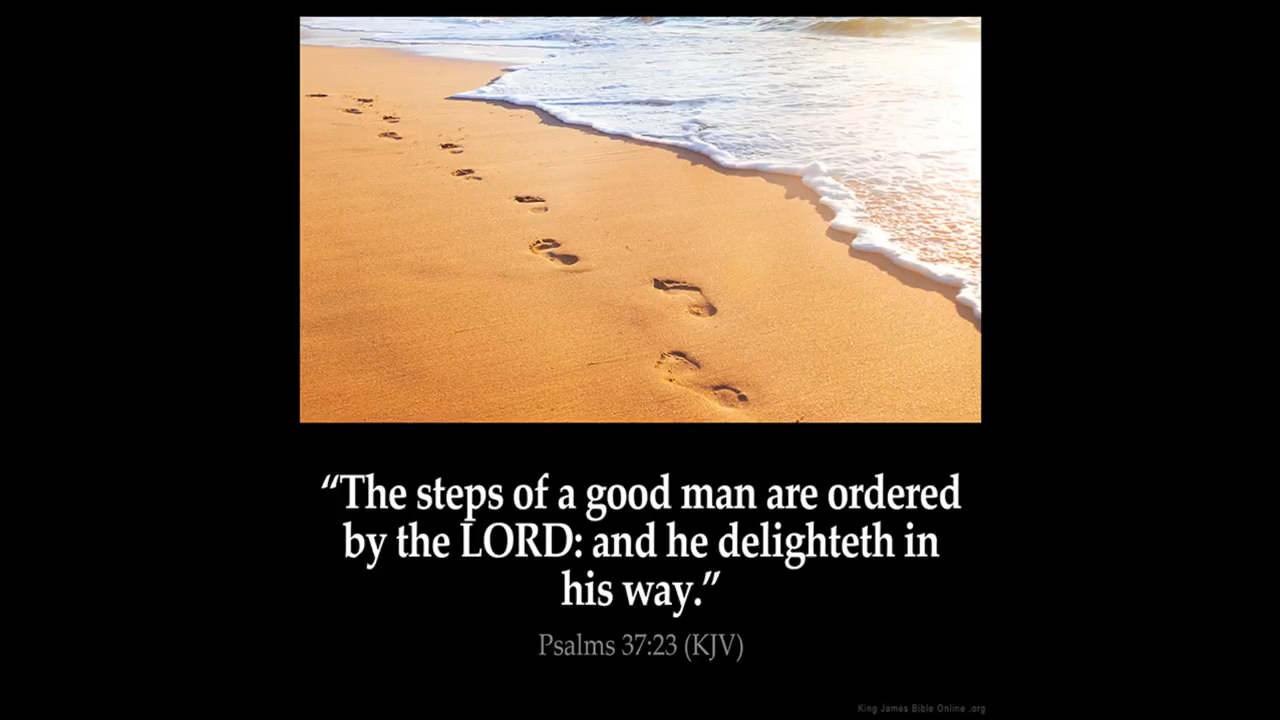 “The steps of a good man are ordered
by the LORD: and he delighteth in
his way.”
Psalms 37:23 (KJV)
King James Bible Online .org